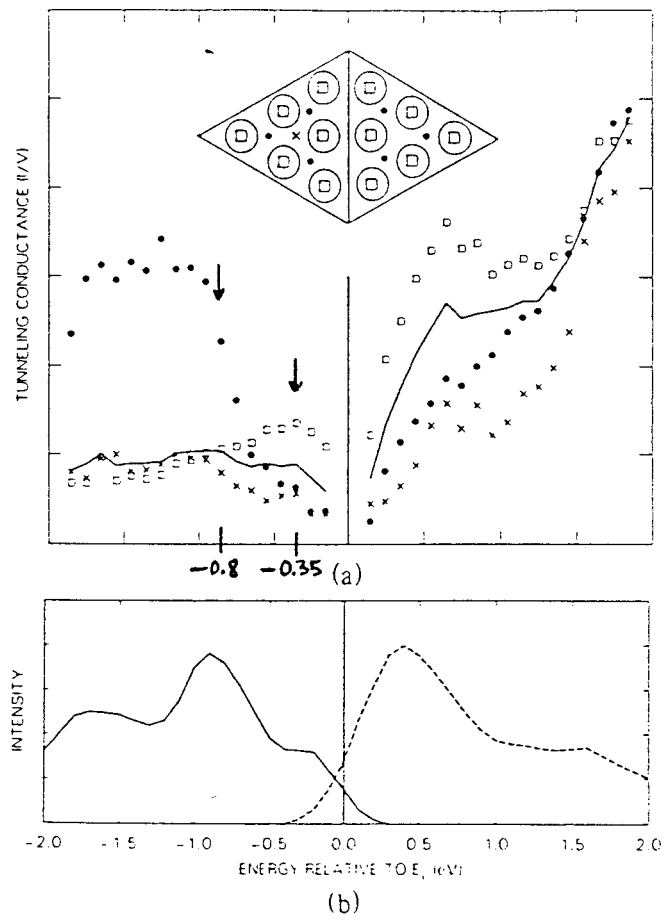 TUNNELING CONDUCTANCE (I/V)
-0.8 -0.35
(a)
INTENSITY
-2.0 -1.5 -1.0 -0.5 0.0 0.5 1.0 1.5 2.0
ENERGY RELATIVE TO E (eV)
(b)